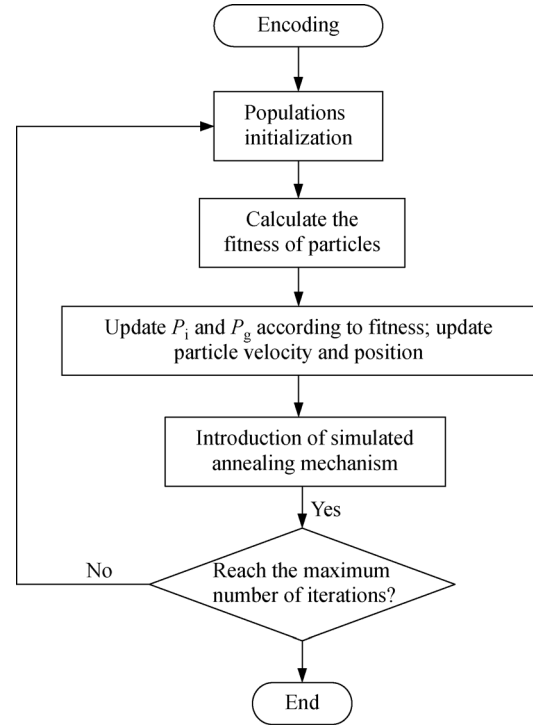 Encoding
Populations
initialization
Calculate the
fitness of particles
Update Pi and Pg according to fitness; update
particle velocity and position
Introduction of simulated
annealing mechanism
Yes
No
Reach the maximum
number of iterations?
End